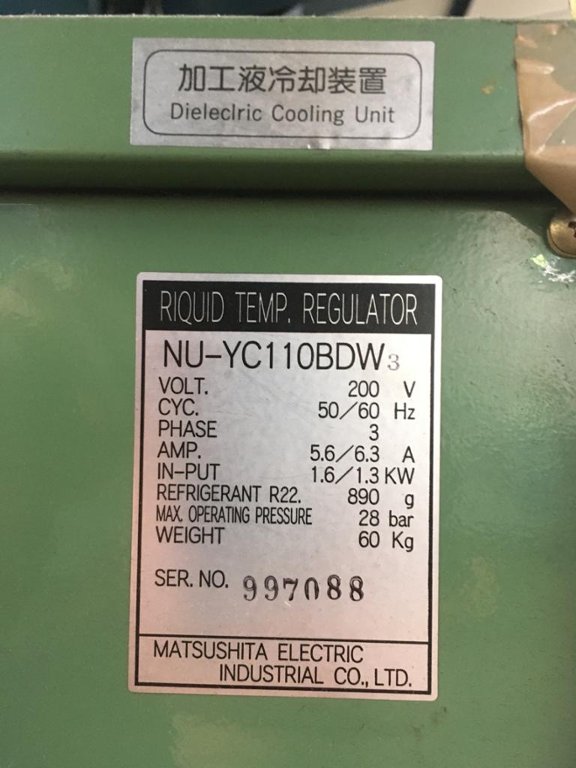 加工液冷却装置
Dieleclric Cooling Unit
RIQUID TEMP. REGULATOR
NU-YC110BDW3
VOLT. 200 V
CYC. 50/60 Hz
PHASE 3
AMP. 5.6/6.3 A
IN-PUT 1.6/1.3 KW
REFRIGERANT R22. 890 g
MAX. OPERATING PRESSURE 28 bar
WEIGHT 60 Kg
SER. NO. 997088
MATSUSHITA ELECTRIC
INDUSTRIAL CO., LTD.